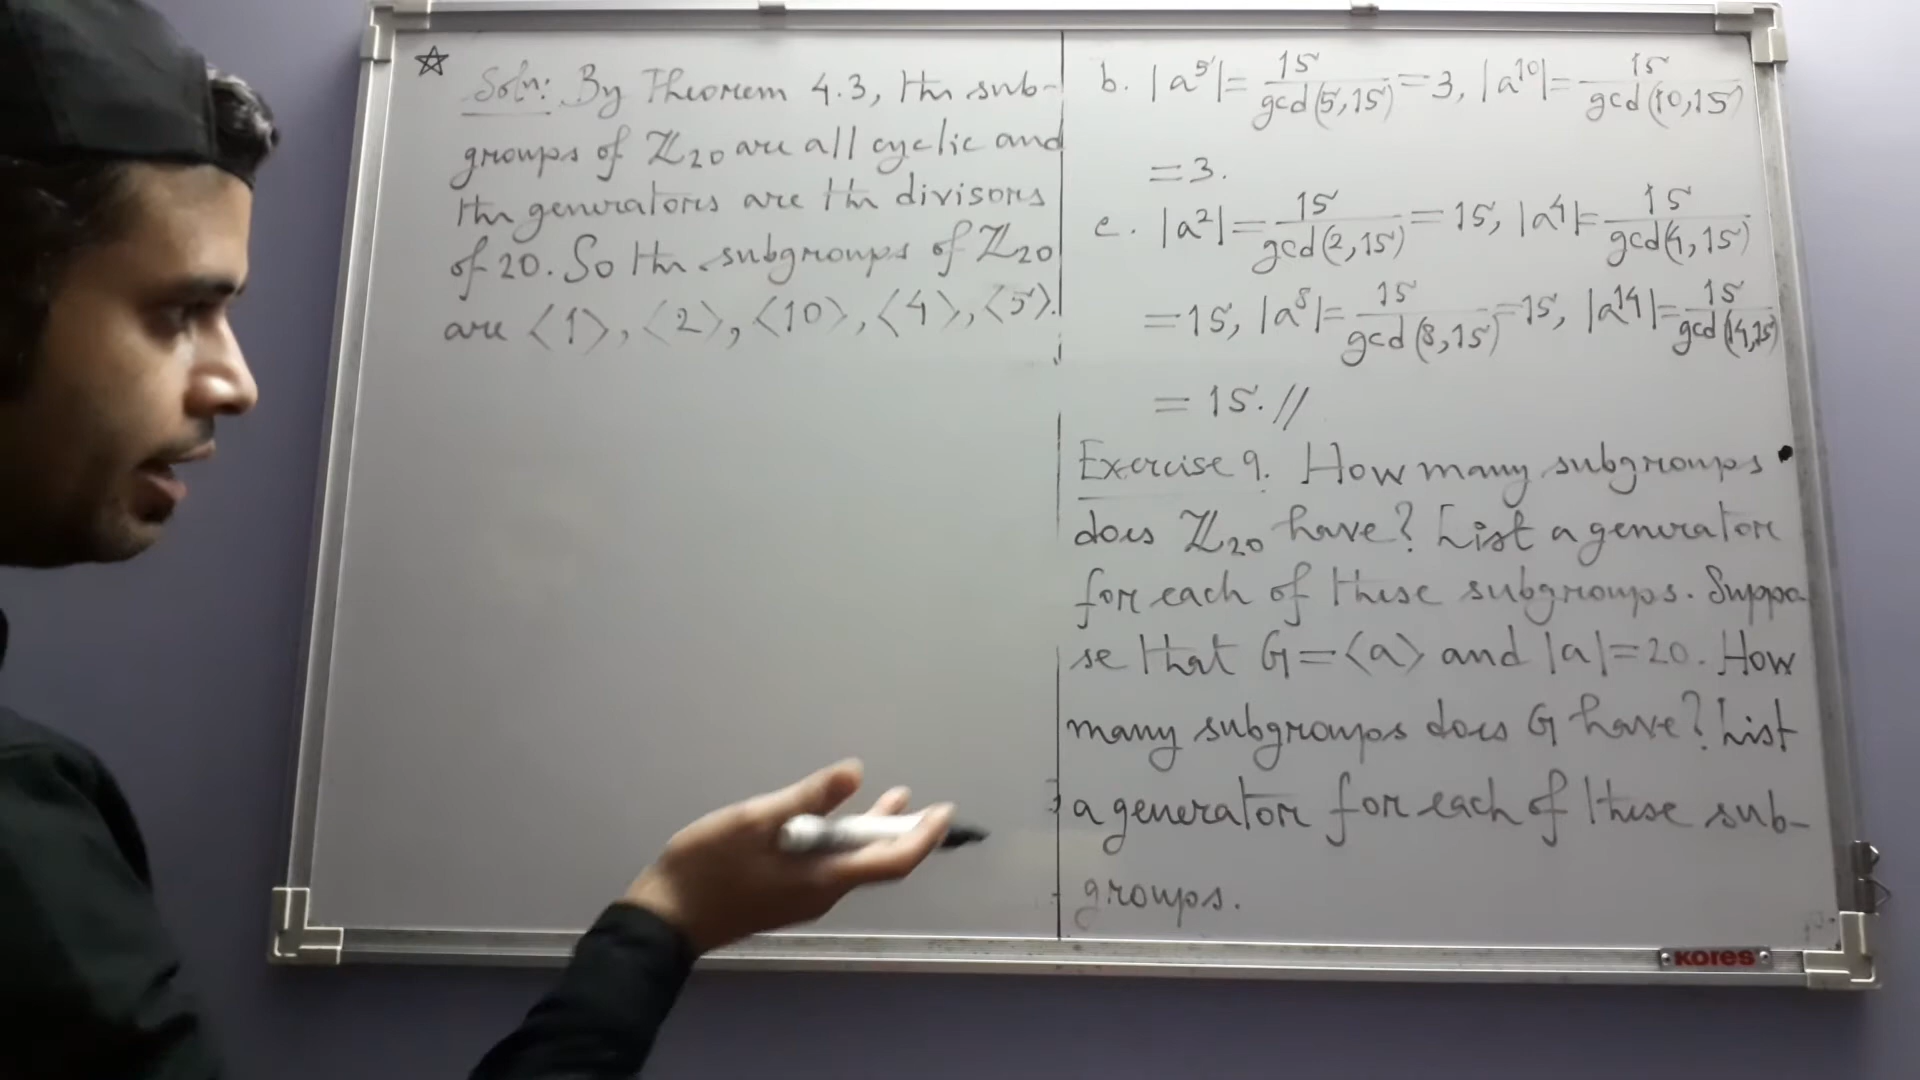 ☆ Soln: By Theorem 4.3, the sub-
groups of ℤ₂₀ are all cyclic and
the generators are the divisors
of 20. So the subgroups of ℤ₂₀
are ⟨1⟩, ⟨2⟩, ⟨10⟩, ⟨4⟩, ⟨5⟩.
b. |a⁵| = 15/gcd(5,15) = 3, |a¹⁰| = 15/gcd(10,15)
= 3.
c. |a²| = 15/gcd(2,15) = 15, |a⁴| = 15/gcd(4,15)
= 15, |a⁸| = 15/gcd(8,15) = 15, |a¹⁴| = 15/gcd(14,15)
= 15. //
Exercise 9. How many subgroups
does ℤ₂₀ have? List a generator
for each of these subgroups. Suppo-
se that G = ⟨a⟩ and |a| = 20. How
many subgroups does G have? List
a generator for each of these sub-
groups.
KORES